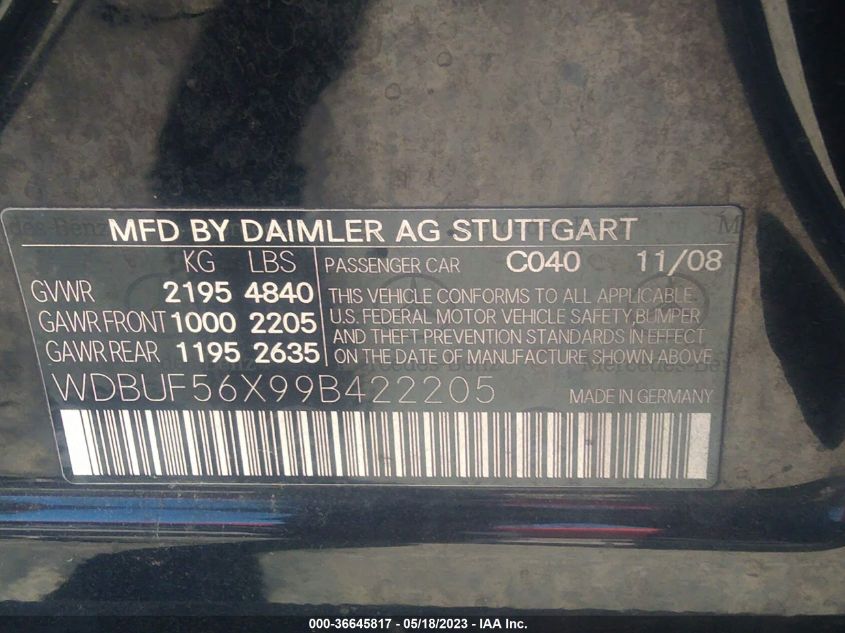 MFD BY DAIMLER AG STUTTGART
KG LBS PASSENGER CAR C040 11/08
GVWR 2195 4840 THIS VEHICLE CONFORMS TO ALL APPLICABLE
GAWR FRONT 1000 2205 U.S. FEDERAL MOTOR VEHICLE SAFETY, BUMPER
AND THEFT PREVENTION STANDARDS IN EFFECT
GAWR REAR 1195 2635 ON THE DATE OF MANUFACTURE SHOWN ABOVE.
WDBUF56X99B422205 MADE IN GERMANY
000-36645817 - 05/18/2023 - IAA Inc.